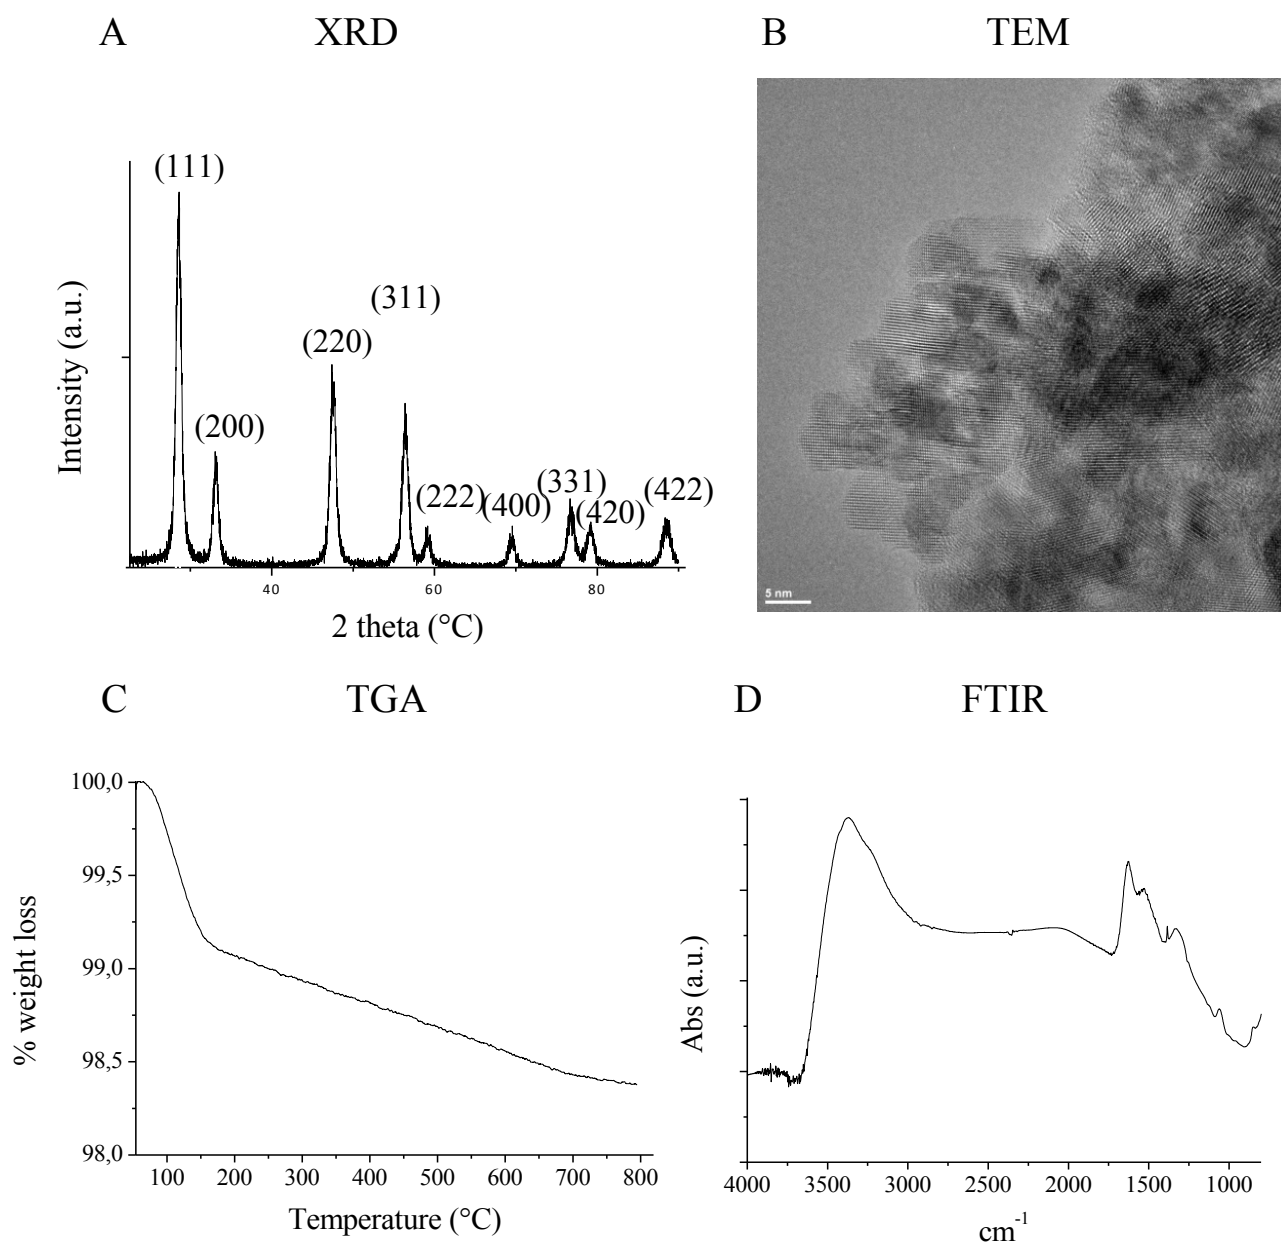 A XRD
(111)
(200)
(220)
(311)
(222)
(400)
(331)
(420)
(422)
Intensity (a.u.)
40 60 80
2 theta (°C)
B TEM
5 nm
C TGA
100,0
99,5
99,0
98,5
98,0
% weight loss
100 200 300 400 500 600 700 800
Temperature (°C)
D FTIR
Abs (a.u.)
4000 3500 3000 2500 2000 1500 1000
cm-1